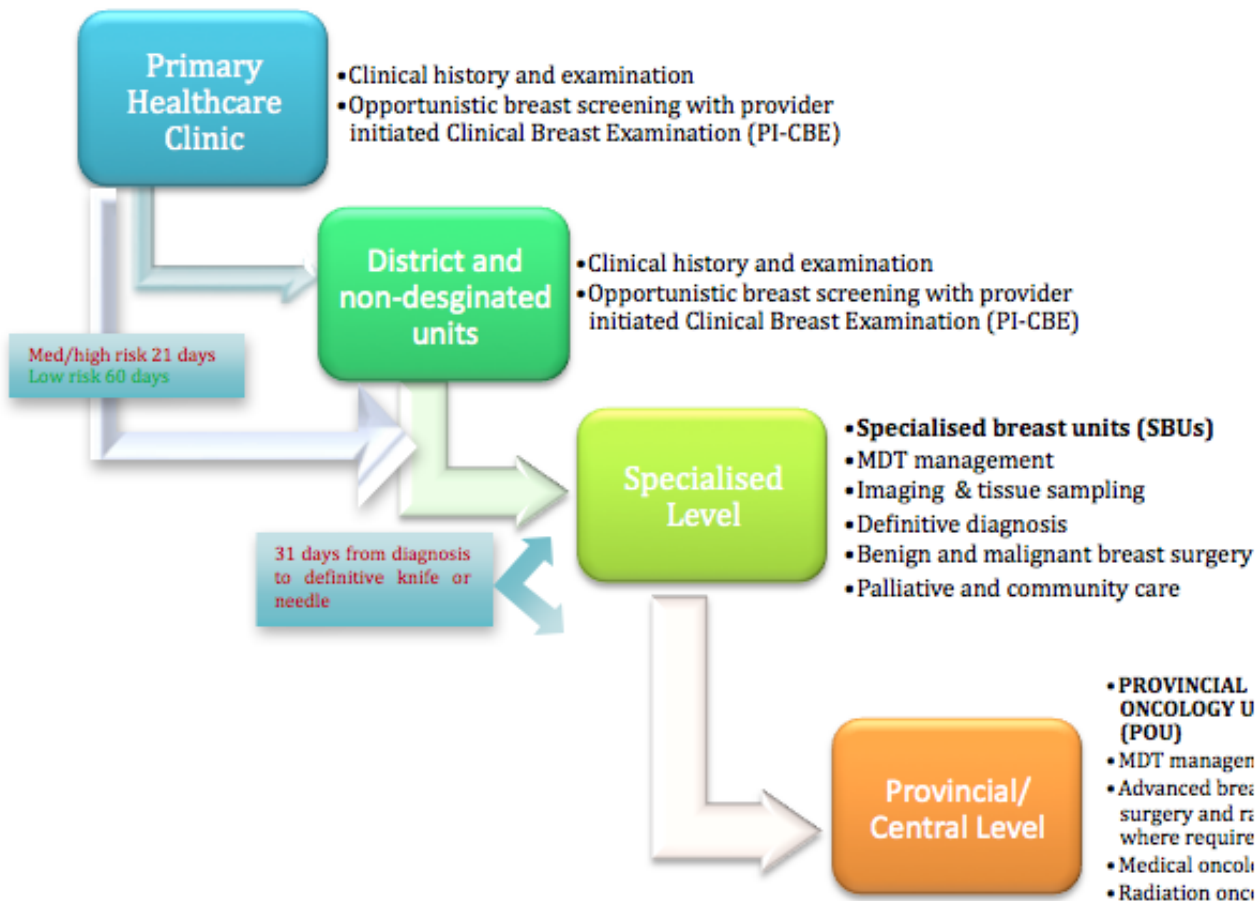 Primary
Healthcare
Clinic
•Clinical history and examination
•Opportunistic breast screening with provider
initiated Clinical Breast Examination (PI-CBE)
District and
non-desginated
units
•Clinical history and examination
•Opportunistic breast screening with provider
initiated Clinical Breast Examination (PI-CBE)
Med/high risk 21 days
Low risk 60 days
Specialised
Level
•Specialised breast units (SBUs)
•MDT management
•Imaging & tissue sampling
•Definitive diagnosis
•Benign and malignant breast surgery
•Palliative and community care
31 days from diagnosis
to definitive knife or
needle
Provincial/
Central Level
•PROVINCIAL
ONCOLOGY
(POU)
•MDT
•Advanced
surgery and
where
•Medical
•Radiation